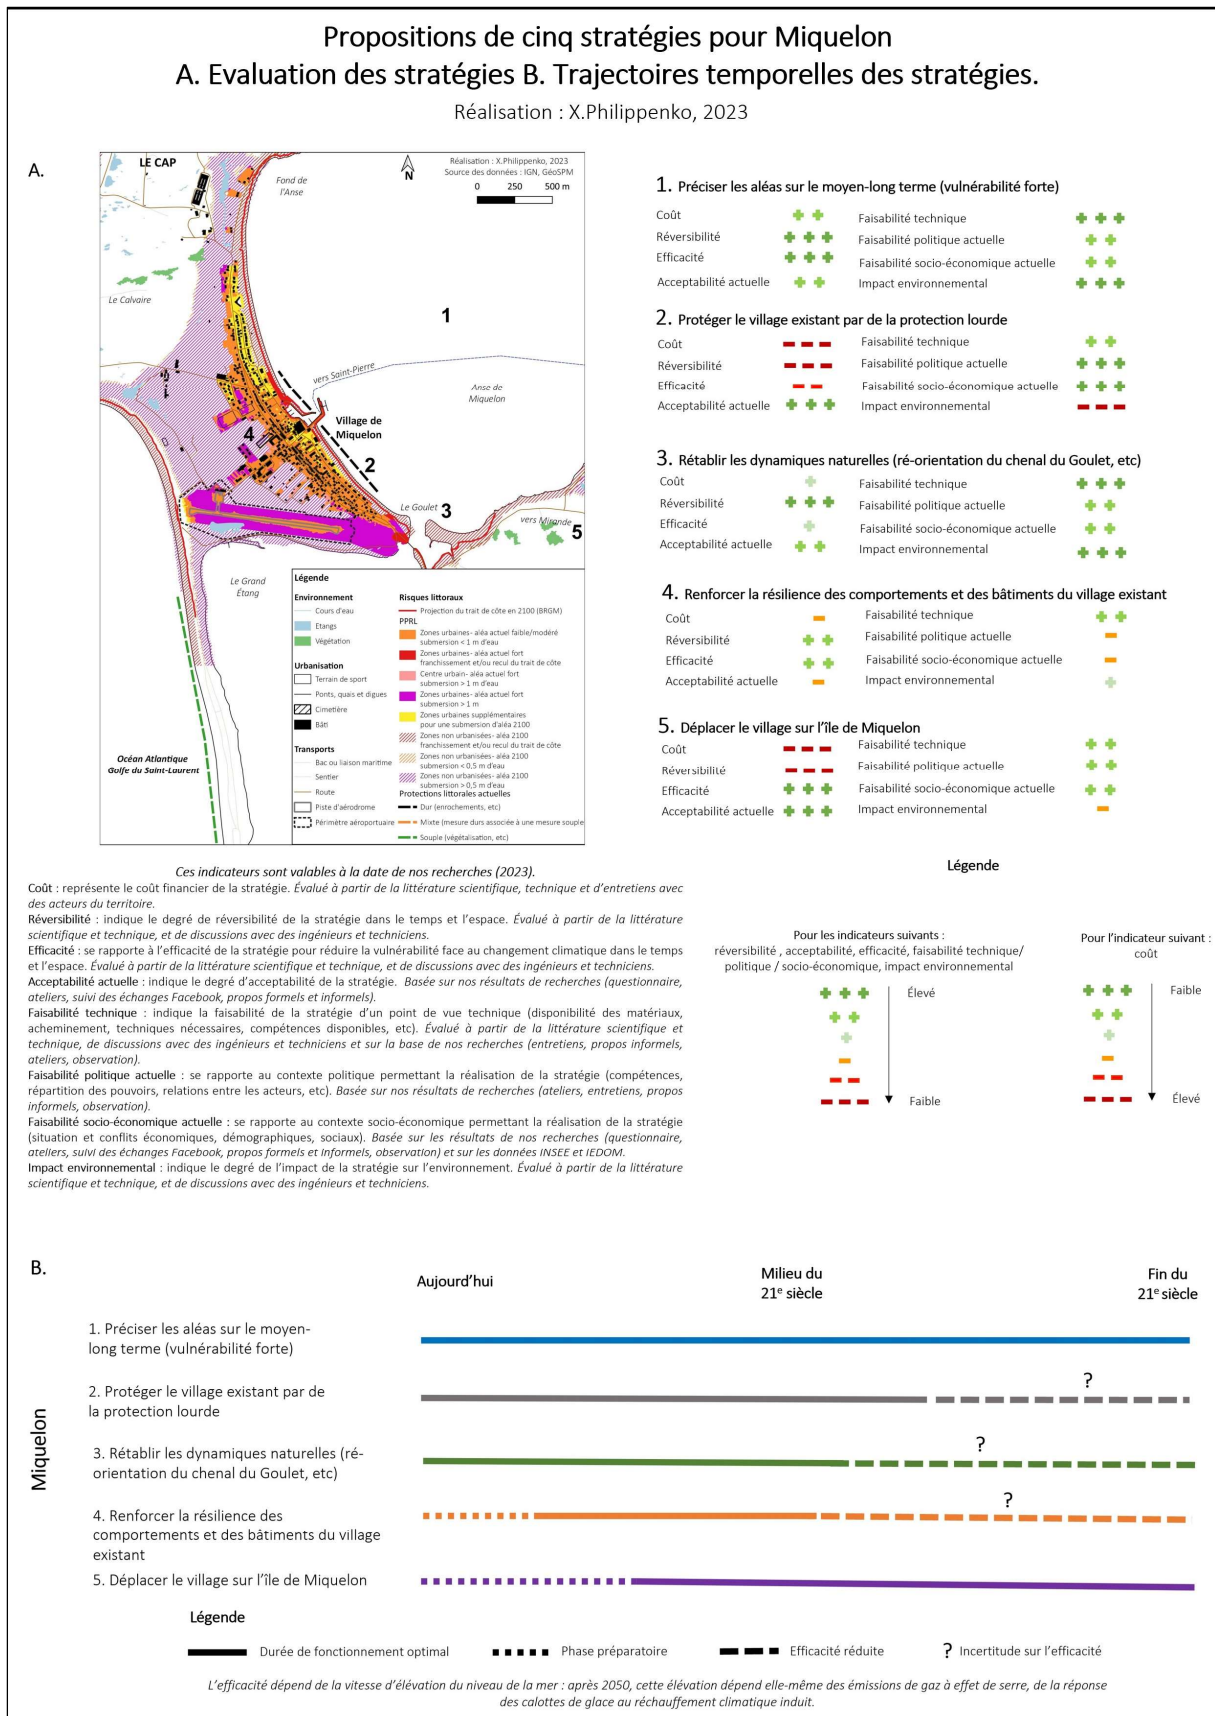 Propositions de cinq stratégies pour Miquelon
A. Evaluation des stratégies B. Trajectoires temporelles des stratégies.
Réalisation : X.Philippenko, 2023
A.
LE CAP
Fond de
l'Anse
N
Réalisation : X.Philippenko, 2023
Source des données : IGN, GéoSPM
0 250 500 m
Le Calvaire
1
vers Saint-Pierre
Anse de
Miquelon
Village de
Miquelon
4
2
Le Goulet
3
vers Mirande
5
Le Grand
Étang
Océan Atlantique
Golfe du Saint-Laurent
Légende
Environnement
Cours d'eau
Etangs
Végétation
Urbanisation
Terrain de sport
Ponts, quais et digues
Cimetière
Bâti
Transports
Bac ou liaison maritime
Sentier
Route
Piste d'aérodrome
Périmètre aéroportuaire
Risques littoraux
Projection du trait de côte en 2100 (BRGM)
PPRL
Zones urbaines- aléa actuel faible/modéré
submersion < 1 m d'eau
Zones urbaines- aléa actuel fort
franchissement et/ou recul du trait de côte
Centre urbain- aléa actuel fort
submersion > 1 m d'eau
Zones urbaines- aléa actuel fort
submersion > 1 m
Zones urbaines supplémentaires
pour une submersion d'aléa 2100
Zones non urbanisées- aléa 2100
franchissement et/ou recul du trait de côte
Zones non urbanisées- aléa 2100
submersion < 0,5 m d'eau
Zones non urbanisées- aléa 2100
submersion > 0,5 m d'eau
Protections littorales actuelles
Dur (enrochements, etc)
Mixte (mesure durs associée à une mesure souple)
Souple (végétalisation, etc)
1. Préciser les aléas sur le moyen-long terme (vulnérabilité forte)
Coût
Réversibilité
Efficacité
Acceptabilité actuelle
Faisabilité technique
Faisabilité politique actuelle
Faisabilité socio-économique actuelle
Impact environnemental
2. Protéger le village existant par de la protection lourde
Coût
Réversibilité
Efficacité
Acceptabilité actuelle
Faisabilité technique
Faisabilité politique actuelle
Faisabilité socio-économique actuelle
Impact environnemental
3. Rétablir les dynamiques naturelles (ré-orientation du chenal du Goulet, etc)
Coût
Réversibilité
Efficacité
Acceptabilité actuelle
Faisabilité technique
Faisabilité politique actuelle
Faisabilité socio-économique actuelle
Impact environnemental
4. Renforcer la résilience des comportements et des bâtiments du village existant
Coût
Réversibilité
Efficacité
Acceptabilité actuelle
Faisabilité technique
Faisabilité politique actuelle
Faisabilité socio-économique actuelle
Impact environnemental
5. Déplacer le village sur l'île de Miquelon
Coût
Réversibilité
Efficacité
Acceptabilité actuelle
Faisabilité technique
Faisabilité politique actuelle
Faisabilité socio-économique actuelle
Impact environnemental
Ces indicateurs sont valables à la date de nos recherches (2023).
Coût : représente le coût financier de la stratégie. Évalué à partir de la littérature scientifique, technique et d'entretiens avec
des acteurs du territoire.
Réversibilité : indique le degré de réversibilité de la stratégie dans le temps et l'espace. Évalué à partir de la littérature
scientifique et technique, et de discussions avec des ingénieurs et techniciens.
Efficacité : se rapporte à l'efficacité de la stratégie pour réduire la vulnérabilité face au changement climatique dans le temps
et l'espace. Évalué à partir de la littérature scientifique et technique, et de discussions avec des ingénieurs et techniciens.
Acceptabilité actuelle : indique le degré d'acceptabilité de la stratégie. Basée sur nos résultats de recherches (questionnaire,
ateliers, suivi des échanges Facebook, propos formels et informels).
Faisabilité technique : indique la faisabilité de la stratégie d'un point de vue technique (disponibilité des matériaux,
acheminement, techniques nécessaires, compétences disponibles, etc). Évalué à partir de la littérature scientifique et
technique, de discussions avec des ingénieurs et techniciens et sur la base de nos recherches (entretiens, propos informels,
ateliers, observation).
Faisabilité politique actuelle : se rapporte au contexte politique permettant la réalisation de la stratégie (compétences,
répartition des pouvoirs, relations entre les acteurs, etc). Basée sur nos résultats de recherches (ateliers, entretiens, propos
informels, observation).
Faisabilité socio-économique actuelle : se rapporte au contexte socio-économique permettant la réalisation de la stratégie
(situation et conflits économiques, démographiques, sociaux). Basée sur les résultats de nos recherches (questionnaire,
ateliers, suivi des échanges Facebook, propos formels et informels, observation) et sur les données INSEE et IEDOM.
Impact environnemental : indique le degré de l'impact de la stratégie sur l'environnement. Évalué à partir de la littérature
scientifique et technique, et de discussions avec des ingénieurs et techniciens.
Légende
Pour les indicateurs suivants :
réversibilité , acceptabilité, efficacité, faisabilité technique/
politique / socio-économique, impact environnemental
Élevé
Faible
Pour l'indicateur suivant :
coût
Faible
Élevé
B.
Aujourd'hui
Milieu du
21e siècle
Fin du
21e siècle
Miquelon
1. Préciser les aléas sur le moyen-
long terme (vulnérabilité forte)
2. Protéger le village existant par de
la protection lourde
?
3. Rétablir les dynamiques naturelles (ré-
orientation du chenal du Goulet, etc)
?
4. Renforcer la résilience des
comportements et des bâtiments du village
existant
?
5. Déplacer le village sur l'île de Miquelon
Légende
Durée de fonctionnement optimal
Phase préparatoire
Efficacité réduite
? Incertitude sur l'efficacité
L'efficacité dépend de la vitesse d'élévation du niveau de la mer : après 2050, cette élévation dépend elle-même des émissions de gaz à effet de serre, de la réponse
des calottes de glace au réchauffement climatique induit.